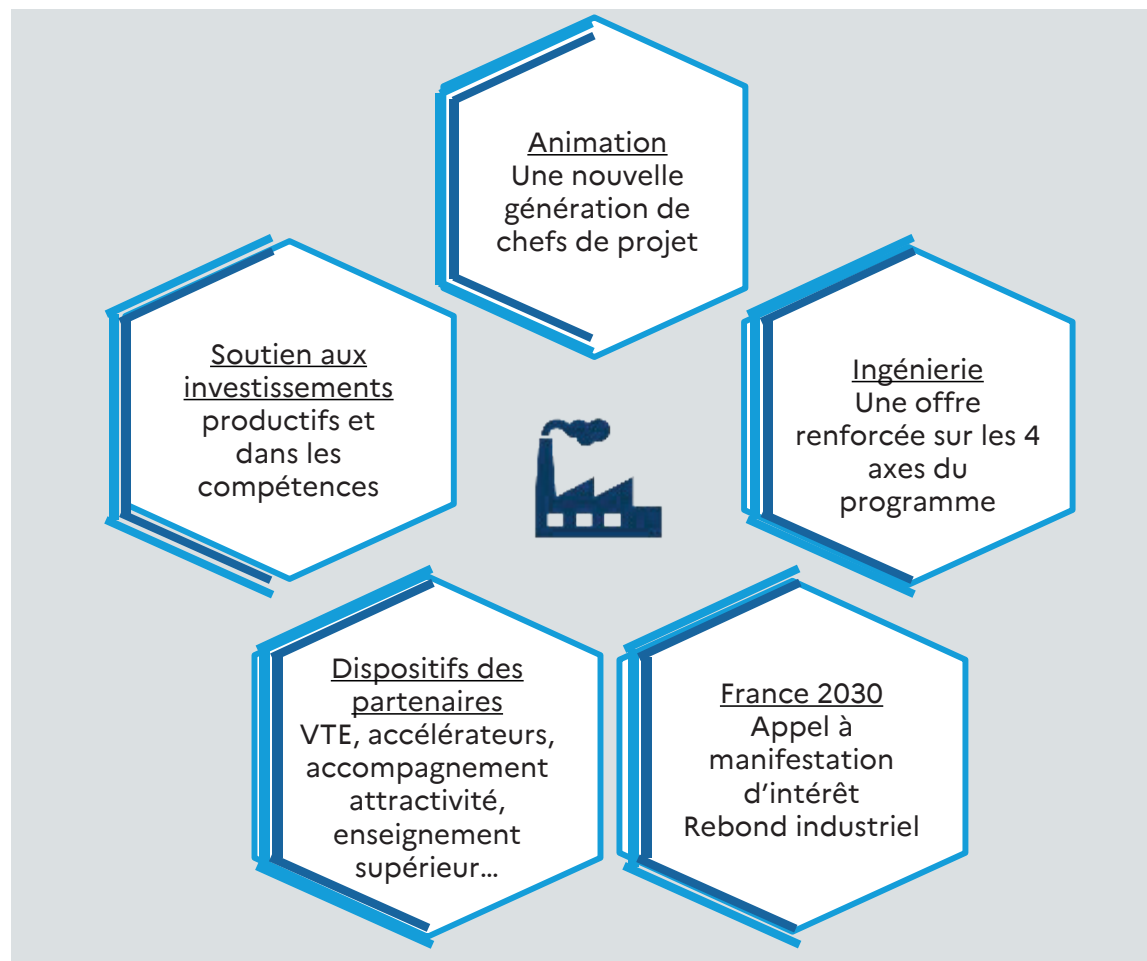 Animation
Une nouvelle
génération de
chefs de projet
Soutien aux
investissements
productifs et
dans les
compétences
Ingénierie
Une offre
renforcée sur les 4
axes du
programme
Dispositifs des
partenaires
VTE, accélérateurs,
accompagnement
attractivité,
enseignement
supérieur…
France 2030
Appel à
manifestation
d’intérêt
Rebond industriel